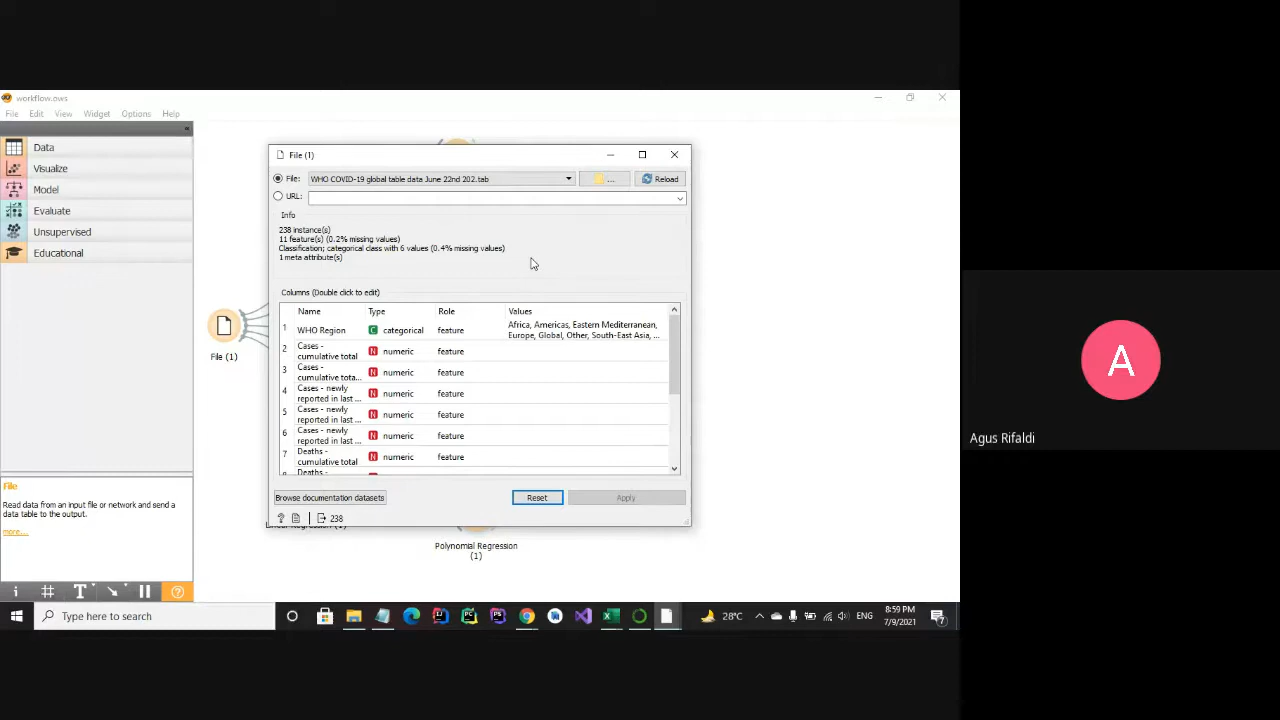 workflow.ows
File Edit View Widget Options Help
Data
Visualize
Model
Evaluate
Unsupervised
Educational
File
Read data from an input file or network and send a
data table to the output.
more...
File (1)
File (1)
File: WHO COVID-19 global table data June 22nd 202.tab ... Reload
URL:
Info
238 instance(s)
11 feature(s) (0.2% missing values)
Classification; categorical class with 6 values (0.4% missing values)
1 meta attribute(s)
Columns (Double click to edit)
Name Type Role Values
1 WHO Region C categorical feature Africa, Americas, Eastern Mediterranean,
Europe, Global, Other, South-East Asia, ...
2 Cases -
cumulative total N numeric feature
3 Cases -
cumulative tota... N numeric feature
4 Cases - newly
reported in last ... N numeric feature
5 Cases - newly
reported in last ... N numeric feature
6 Cases - newly
reported in last ... N numeric feature
7 Deaths -
cumulative total N numeric feature
Deaths -
Browse documentation datasets Reset Apply
238
Polynomial Regression
(1)
Type here to search
28°C ENG
8:59 PM
7/9/2021
7
A
Agus Rifaldi